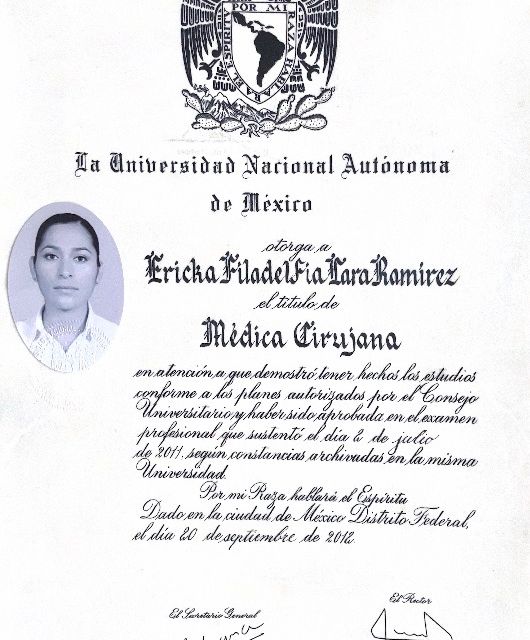 POR MI RAZA HABLARA EL ESPIRITU
La Universidad Nacional Autónoma
de México
otorga a
Ericka Filadelfia Lara Ramirez
el título de
Médica Cirujana
en atención a que demostró tener hechos los estudios
conforme a los planes autorizados por el Consejo
Universitario y haber sido aprobada en el examen
profesional que sustentó el día 2 de julio
de 2011, según constancias archivadas en la misma
Universidad.
Por mi Raza hablará el Espíritu
Dado en la ciudad de México Distrito Federal,
el día 20 de septiembre de 2012
El Secretario General
El Rector